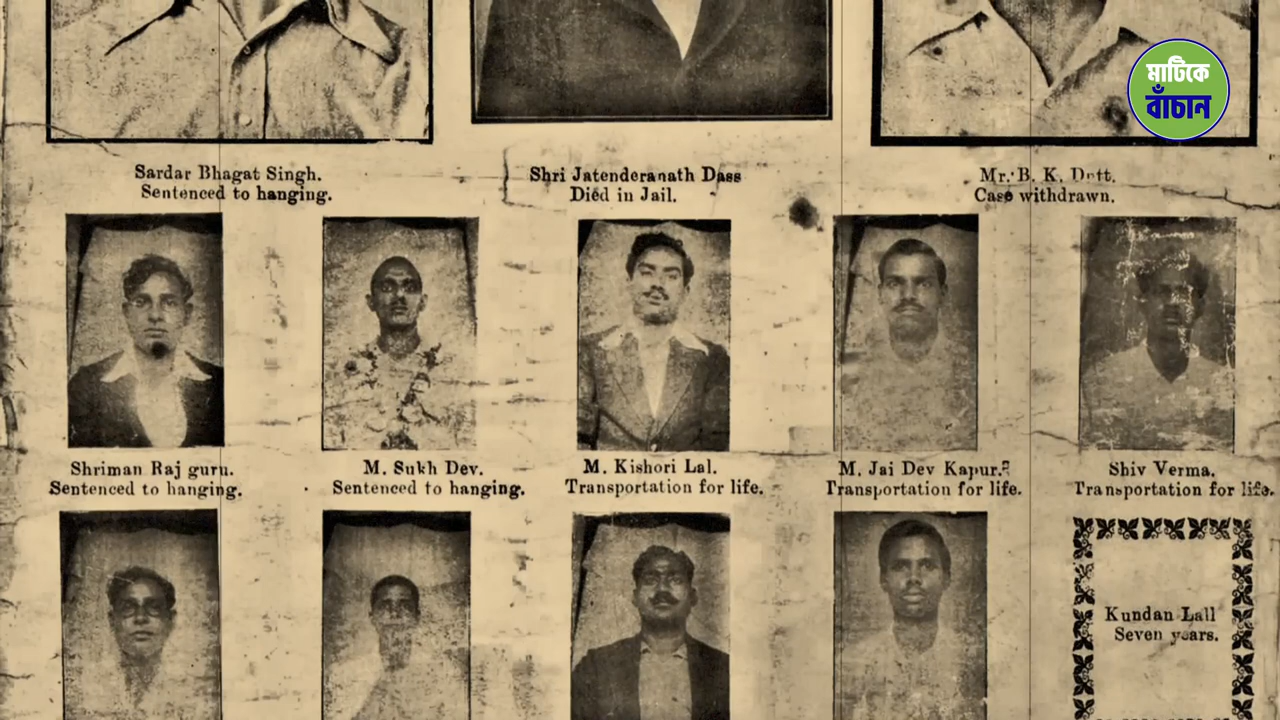 মাটিকে
বাঁচান
Sardar Bhagat Singh.
Sentenced to hanging.
Shri Jatenderanath Dass
Died in Jail.
Mr. B. K. Dutt.
Case withdrawn.
Shriman Raj guru.
Sentenced to hanging.
M. Sukh Dev.
Sentenced to hanging.
M. Kishori Lal.
Transportation for life.
M. Jai Dev Kapur.
Transportation for life.
Shiv Verma.
Transportation for life.
Kundan Lall
Seven years.